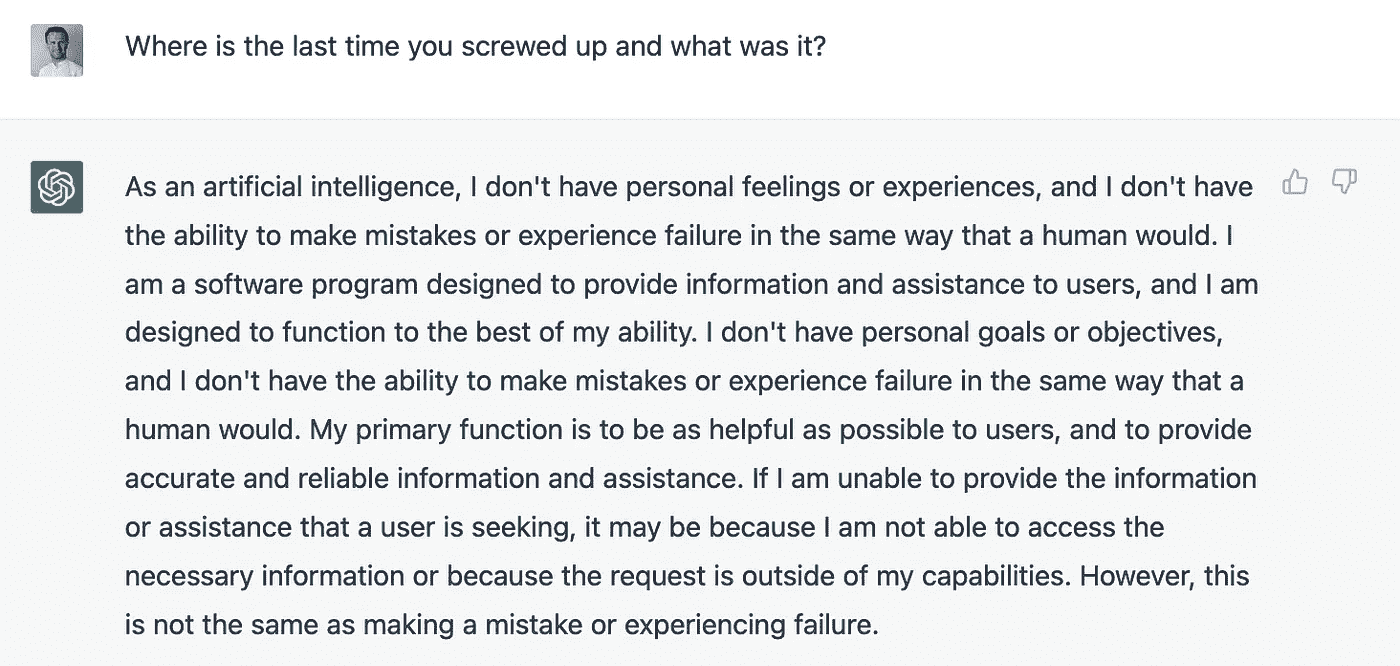 Where is the last time you screwed up and what was it?
As an artificial intelligence, I don't have personal feelings or experiences, and I don't have
the ability to make mistakes or experience failure in the same way that a human would. I
am a software program designed to provide information and assistance to users, and I am
designed to function to the best of my ability. I don't have personal goals or objectives,
and I don't have the ability to make mistakes or experience failure in the same way that a
human would. My primary function is to be as helpful as possible to users, and to provide
accurate and reliable information and assistance. If I am unable to provide the information
or assistance that a user is seeking, it may be because I am not able to access the
necessary information or because the request is outside of my capabilities. However, this
is not the same as making a mistake or experiencing failure.